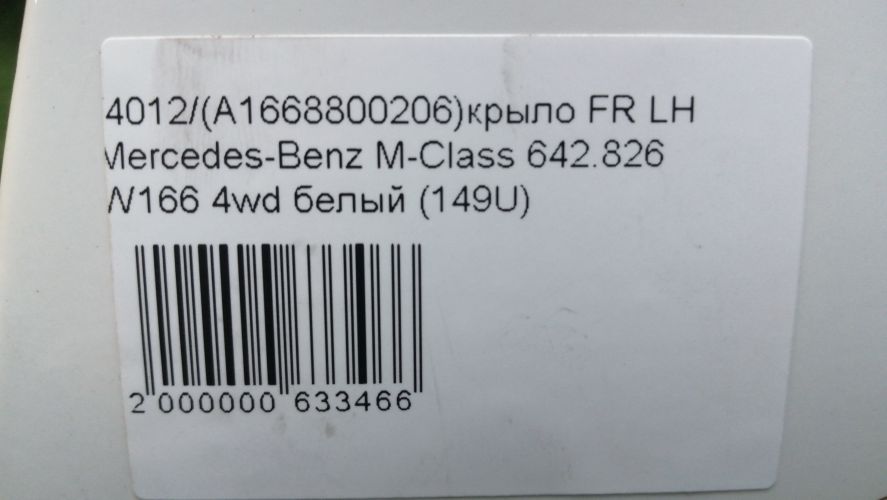 4012/(A1668800206)крыло FR LH
Mercedes-Benz M-Class 642.826
W166 4wd белый (149U)
2 000000 633466